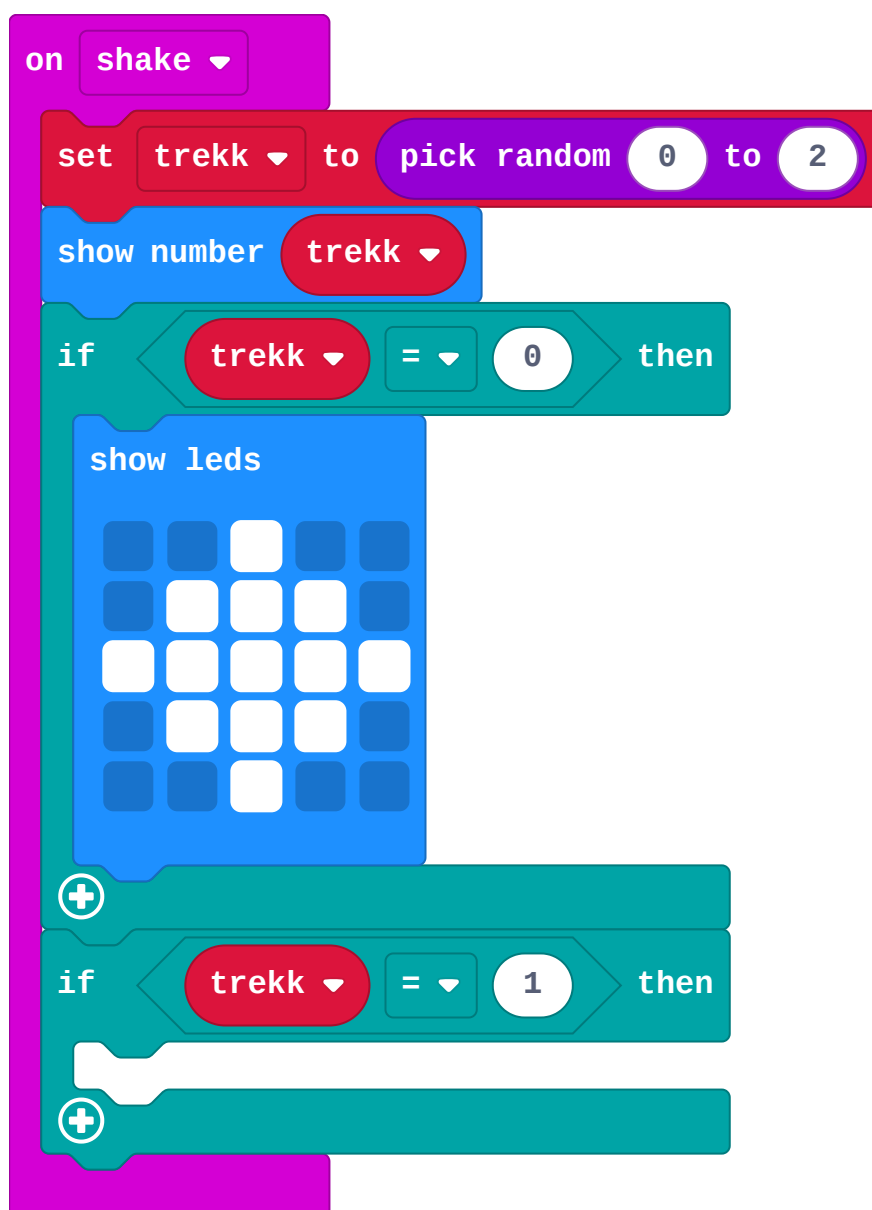 on shake
set trekk to pick random 0 to 2
show number trekk
if trekk = 0 then
show leds
if trekk = 1 then